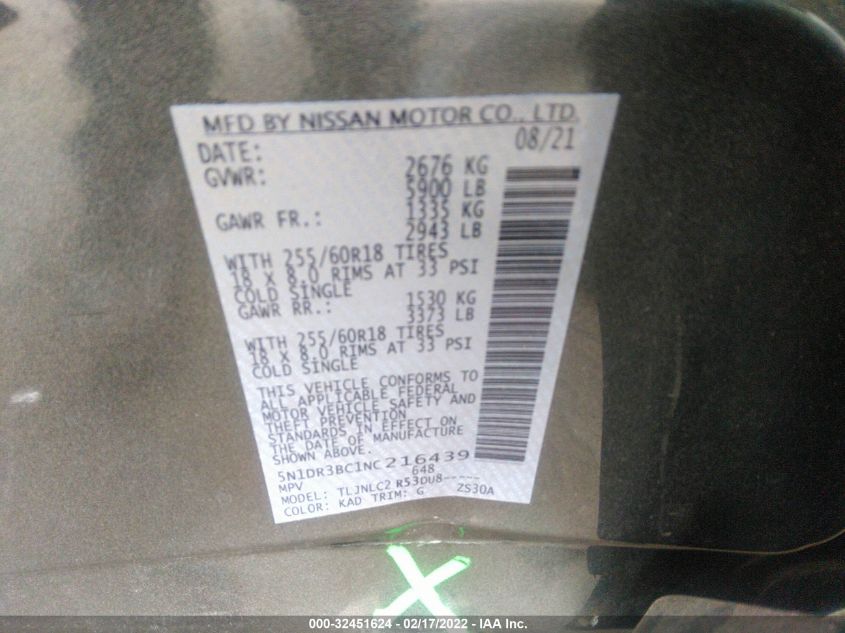 MFD BY NISSAN MOTOR CO., LTD.
DATE: 08/21
GVWR: 2676 KG
5900 LB
GAWR FR.: 1335 KG
2943 LB
WITH 255/60R18 TIRES
18 X 8.0 RIMS AT 33 PSI
COLD SINGLE
GAWR RR.: 1530 KG
3373 LB
WITH 255/60R18 TIRES
18 X 8.0 RIMS AT 33 PSI
COLD SINGLE
THIS VEHICLE CONFORMS TO
ALL APPLICABLE FEDERAL
MOTOR VEHICLE SAFETY AND
THEFT PREVENTION
STANDARDS IN EFFECT ON
THE DATE OF MANUFACTURE
SHOWN ABOVE.
5N1DR3BC1NC216439
MPV 648
MODEL: TLJNLC2 R53DU8-----
COLOR: KAD TRIM: G ZS30A
X
000-32451624 - 02/17/2022 - IAA Inc.